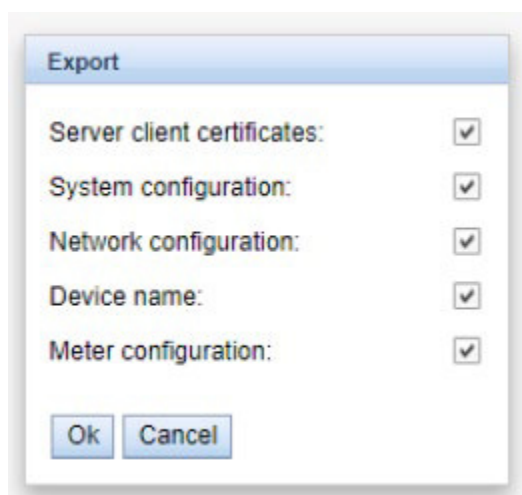 Export
Server client certificates:
System configuration:
Network configuration:
Device name:
Meter configuration:
Ok Cancel